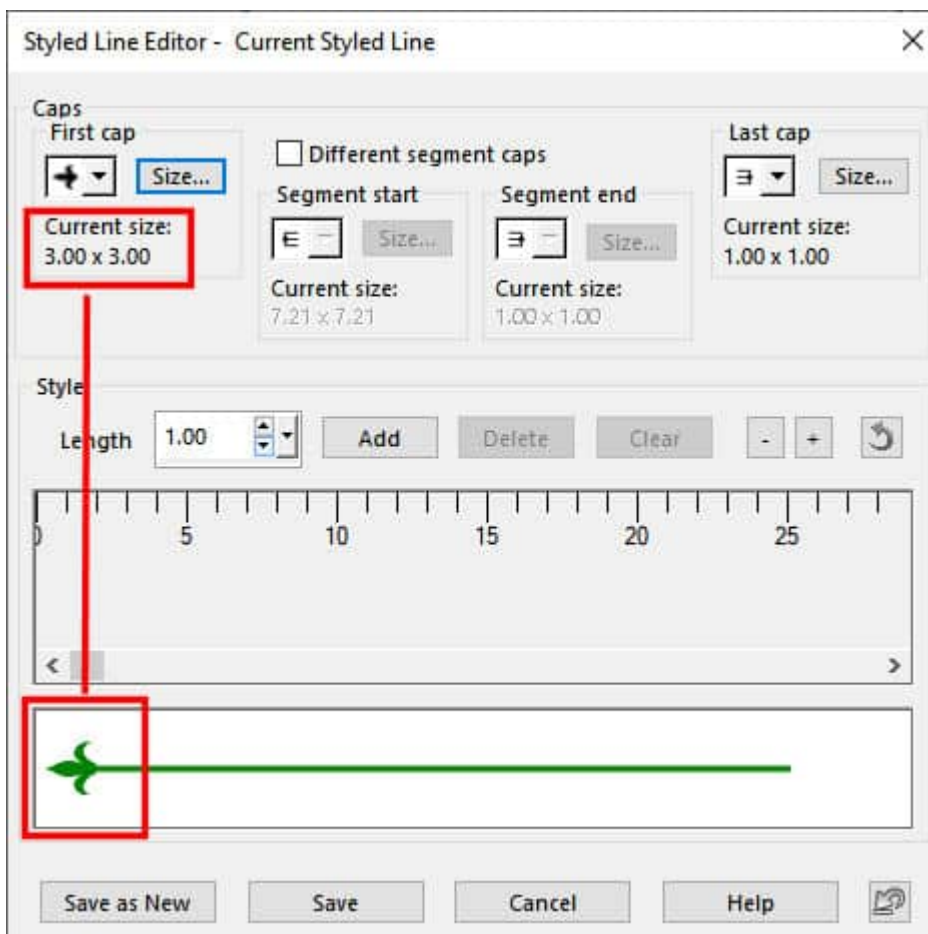 Styled Line Editor - Current Styled Line
Caps
First cap
Size...
Current size:
3.00 x 3.00
Different segment caps
Segment start
Size...
Current size:
7.21 x 7.21
Segment end
Size...
Current size:
1.00 x 1.00
Last cap
Size...
Current size:
1.00 x 1.00
Style
Length 1.00 Add Delete Clear - +
0 5 10 15 20 25
Save as New Save Cancel Help